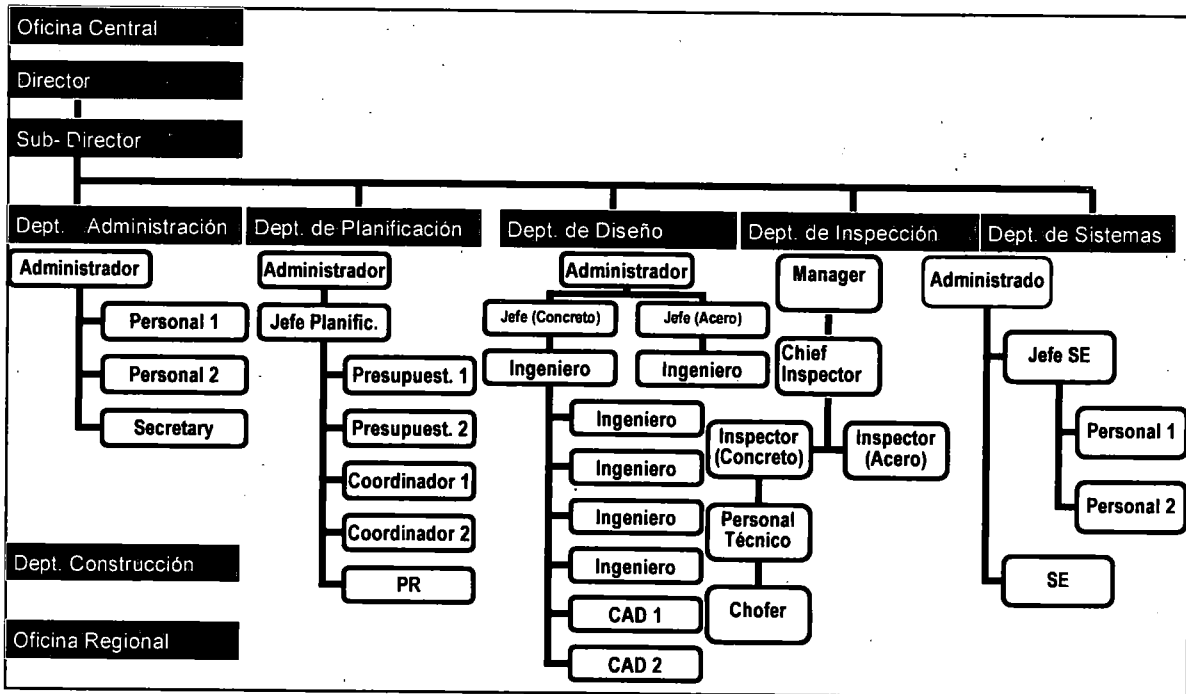 Oficina Central
Director
Sub- Director
Dept. Administración
Dept. de Planificación
Dept. de Diseño
Dept. de Inspección
Dept. de Sistemas
Administrador
Personal 1
Personal 2
Secretary
Administrador
Jefe Planific.
Presupuest. 1
Presupuest. 2
Coordinador 1
Coordinador 2
PR
Administrador
Jefe (Concreto)
Jefe (Acero)
Ingeniero
Ingeniero
Ingeniero
Ingeniero
Ingeniero
Ingeniero
CAD 1
CAD 2
Manager
Chief
Inspector
Inspector
(Concreto)
Inspector
(Acero)
Personal
Técnico
Chofer
Administrado
Jefe SE
Personal 1
Personal 2
SE
Dept. Construcción
Oficina Regional